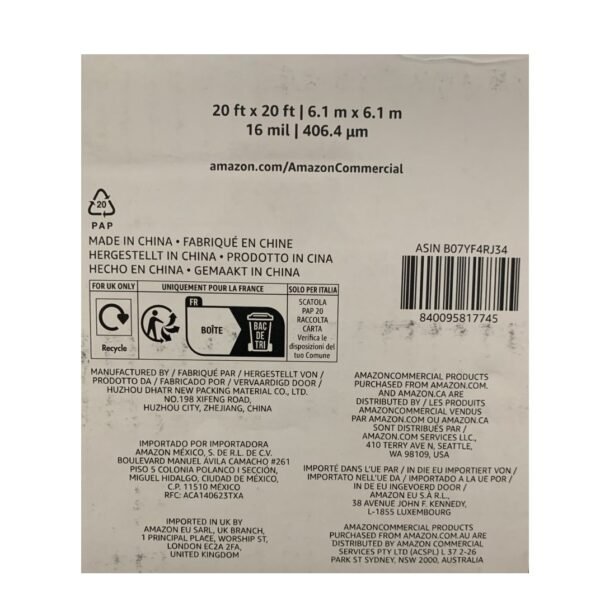 20 ft x 20 ft | 6.1 m x 6.1 m
16 mil | 406.4 µm
amazon.com/AmazonCommercial
20
PAP
MADE IN CHINA • FABRIQUÉ EN CHINE
HERGESTELLT IN CHINA • PRODOTTO IN CINA
HECHO EN CHINA • GEMAAKT IN CHINA
ASIN B07YF4RJ34
840095817745
FOR UK ONLY
Recycle
UNIQUEMENT POUR LA FRANCE
FR
BOÎTE
BAC
DE
TRI
SOLO PER ITALIA
SCATOLA
PAP 20
RACCOLTA
CARTA
Verifica le
disposizioni del
tuo Comune
MANUFACTURED BY / FABRIQUÉ PAR / HERGESTELLT VON /
PRODOTTO DA / FABRICADO POR / VERVAARDIGD DOOR /
HUZHOU DHATR NEW PACKING MATERIAL CO., LTD.
NO.198 XIFENG ROAD,
HUZHOU CITY, ZHEJIANG, CHINA
IMPORTADO POR IMPORTADORA
AMAZON MÉXICO, S. DE R.L. DE C.V.
BOULEVARD MANUEL ÁVILA CAMACHO #261
PISO 5 COLONIA POLANCO I SECCIÓN,
MIGUEL HIDALGO, CIUDAD DE MÉXICO,
C.P. 11510 MÉXICO
RFC: ACA140623TXA
IMPORTED IN UK BY
AMAZON EU SARL, UK BRANCH,
1 PRINCIPAL PLACE, WORSHIP ST,
LONDON EC2A 2FA,
UNITED KINGDOM
AMAZONCOMMERCIAL PRODUCTS
PURCHASED FROM AMAZON.COM.
AND AMAZON.CA ARE
DISTRIBUTED BY / LES PRODUITS
AMAZONCOMMERCIAL VENDUS
PAR AMAZON.COM OU AMAZON.CA
SONT DISTRIBUÉS PAR /
AMAZON.COM SERVICES LLC.,
410 TERRY AVE N, SEATTLE,
WA 98109, USA
IMPORTÉ DANS L'UE PAR / IN DIE EU IMPORTIERT VON /
IMPORTATO NELL'UE DA / IMPORTADO A LA UE POR /
IN DE EU INGEVOERD DOOR /
AMAZON EU S.À R.L.,
38 AVENUE JOHN F. KENNEDY,
L-1855 LUXEMBOURG
AMAZONCOMMERCIAL PRODUCTS
PURCHASED FROM AMAZON.COM.AU ARE
DISTRIBUTED BY AMAZON COMMERCIAL
SERVICES PTY LTD (ACSPL) L 37 2-26
PARK ST SYDNEY, NSW 2000, AUSTRALIA